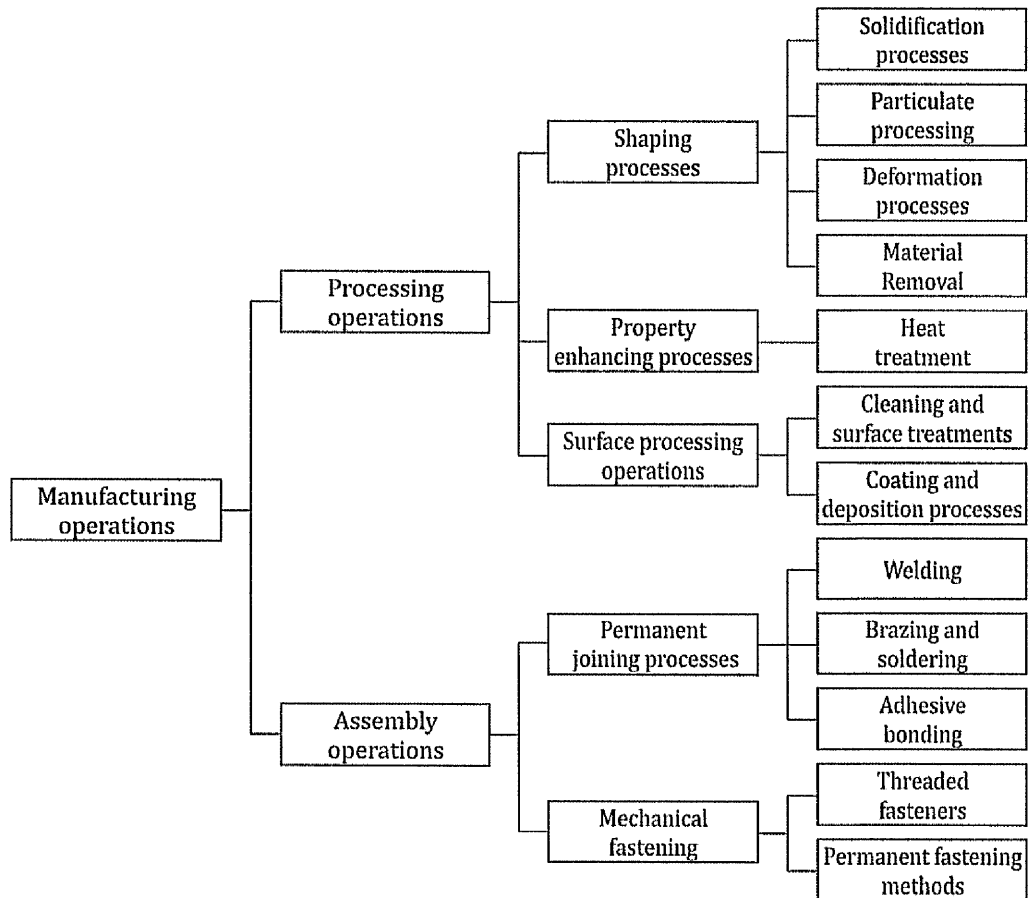 Manufacturing
operations
Processing
operations
Shaping
processes
Solidification
processes
Particulate
processing
Deformation
processes
Material
Removal
Property
enhancing processes
Heat
treatment
Surface processing
operations
Cleaning and
surface treatments
Coating and
deposition processes
Assembly
operations
Permanent
joining processes
Welding
Brazing and
soldering
Adhesive
bonding
Mechanical
fastening
Threaded
fasteners
Permanent fastening
methods